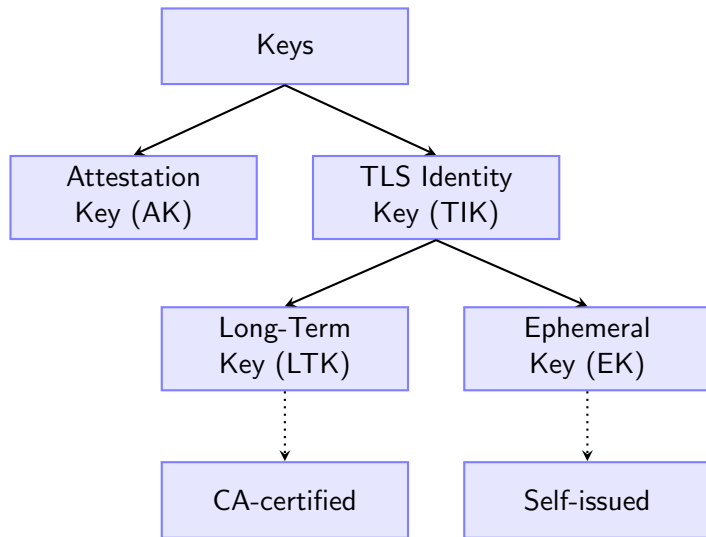 Keys
Attestation
Key (AK)
TLS Identity
Key (TIK)
Long-Term
Key (LTK)
Ephemeral
Key (EK)
CA-certified
Self-issued